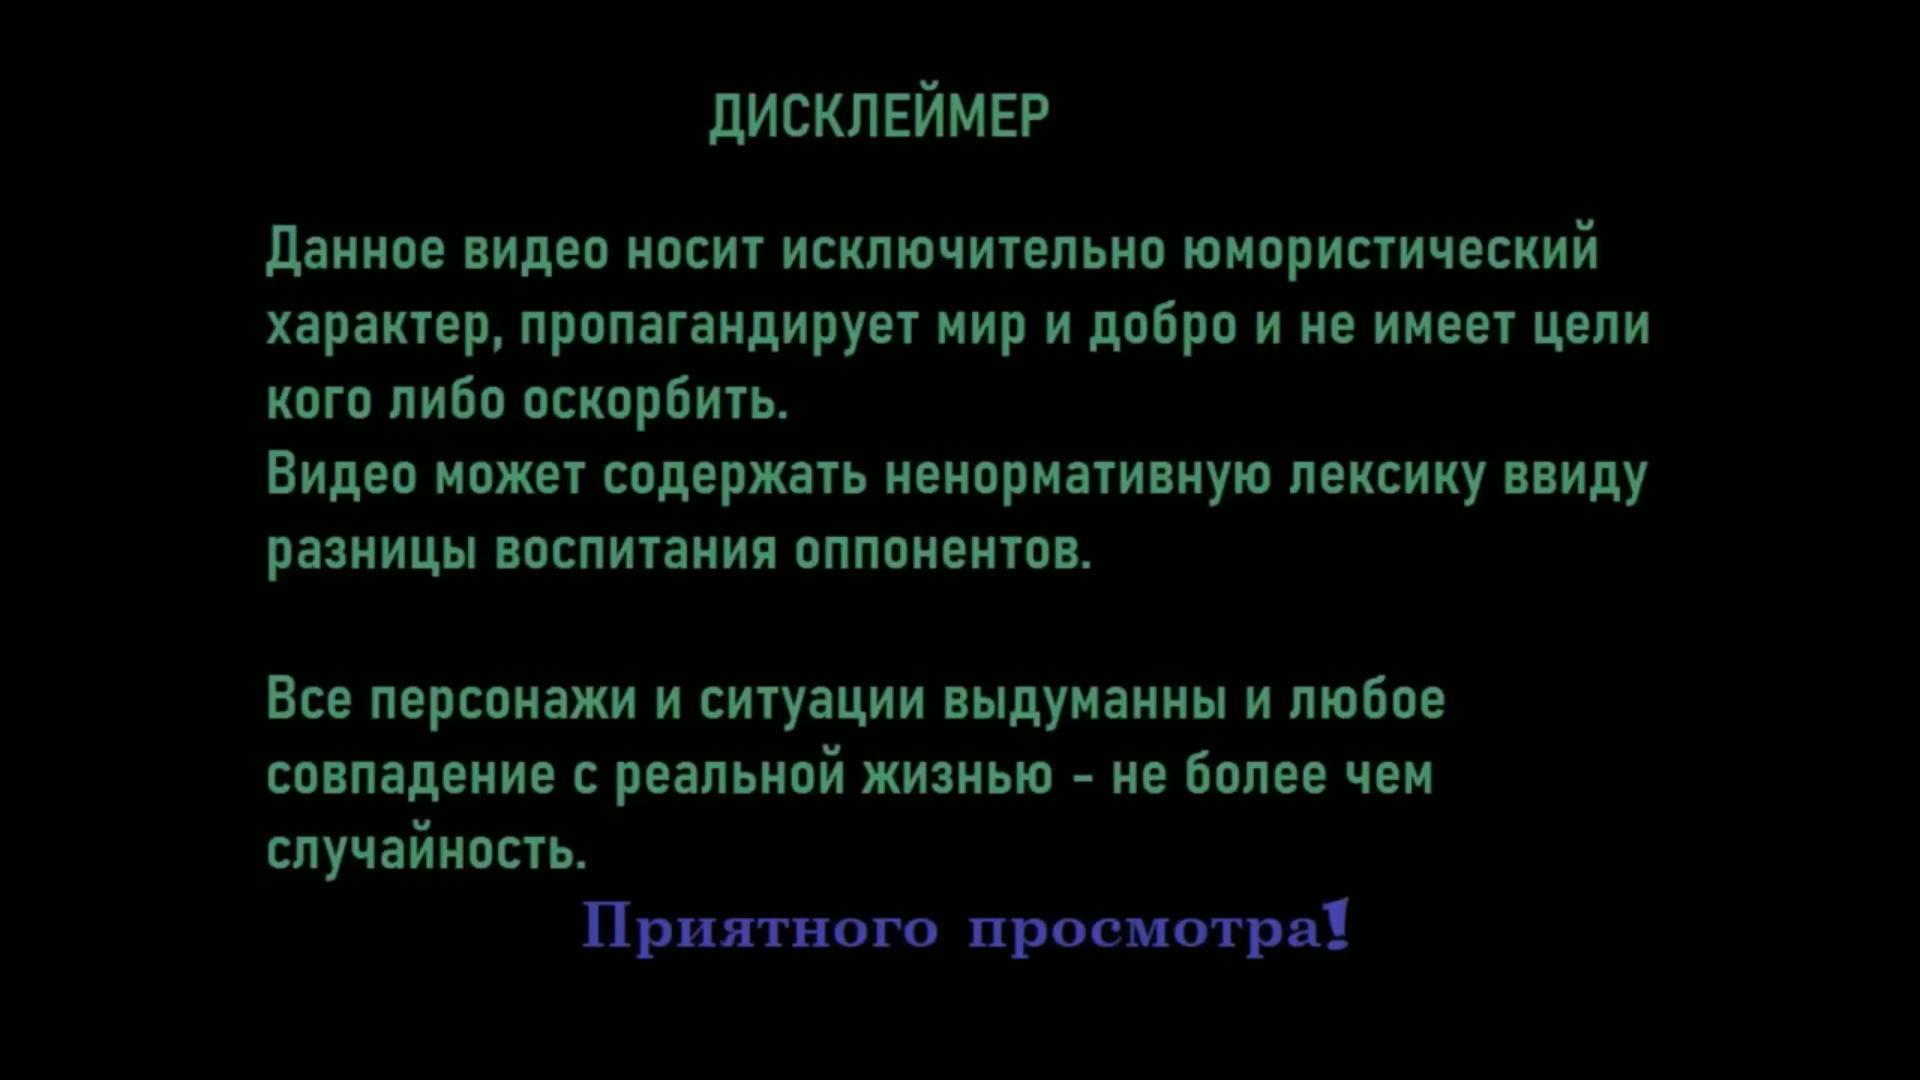 ДИСКЛЕЙМЕР
Данное видео носит исключительно юмористический
характер, пропагандирует мир и добро и не имеет цели
кого либо оскорбить.
Видео может содержать ненормативную лексику ввиду
разницы воспитания оппонентов.
Все персонажи и ситуации выдуманны и любое
совпадение с реальной жизнью - не более чем
случайность.
Приятного просмотра!